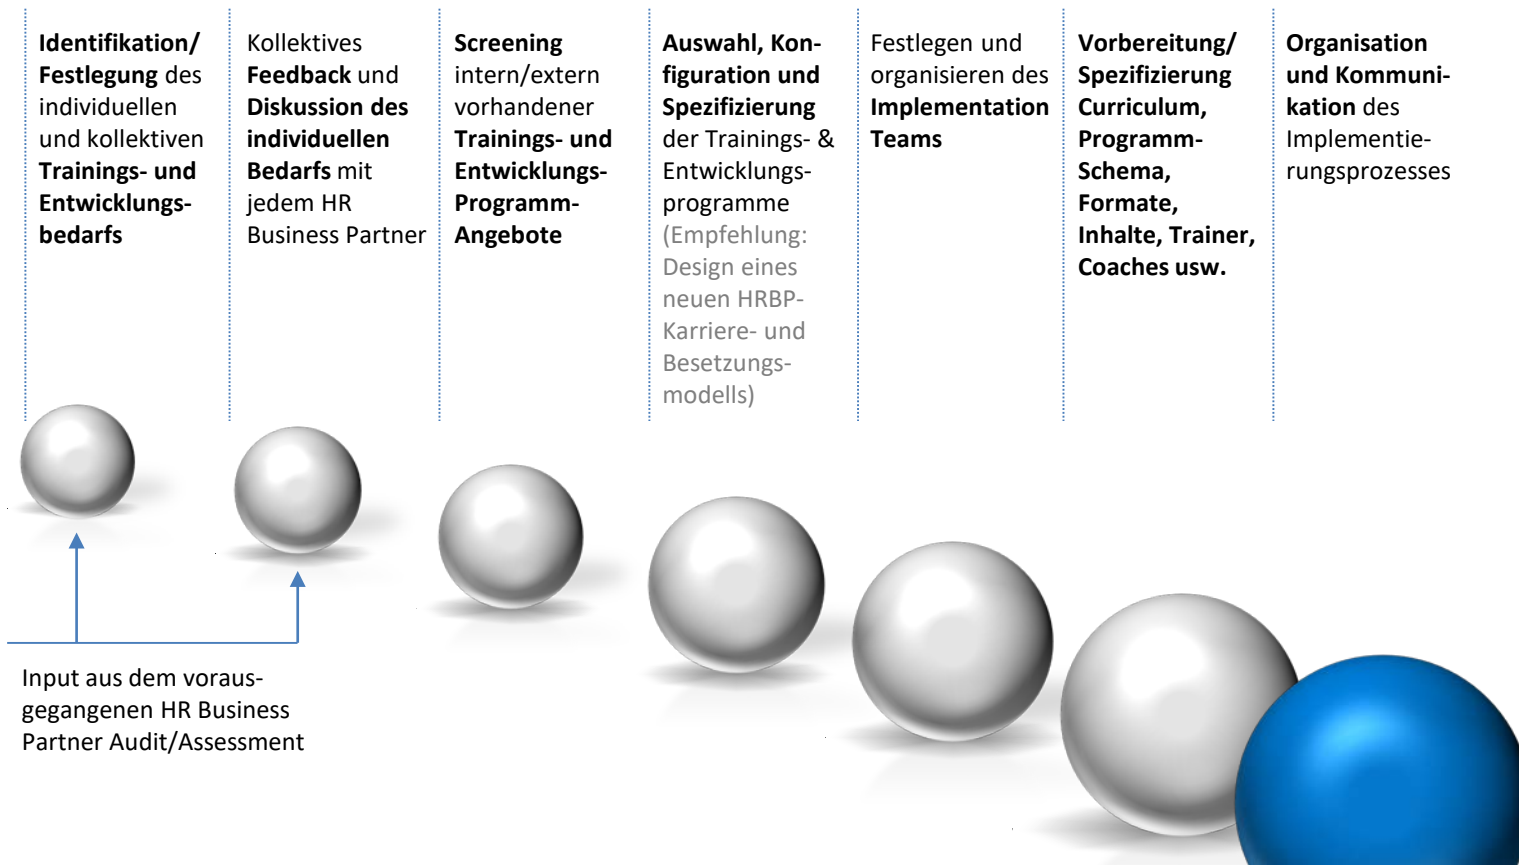 Identifikation/
Festlegung des
individuellen
und kollektiven
Trainings- und
Entwicklungs-
bedarfs
Kollektives
Feedback und
Diskussion des
individuellen
Bedarfs mit
jedem HR
Business Partner
Screening
intern/extern
vorhandener
Trainings- und
Entwicklungs-
Programm-
Angebote
Auswahl, Kon-
figuration und
Spezifizierung
der Trainings- &
Entwicklungs-
programme
(Empfehlung:
Design eines
neuen HRBP-
Karriere- und
Besetzungs-
modells)
Festlegen und
organisieren des
Implementation
Teams
Vorbereitung/
Spezifizierung
Curriculum,
Programm-
Schema,
Formate,
Inhalte, Trainer,
Coaches usw.
Organisation
und Kommuni-
kation des
Implementie-
rungsprozesses
Input aus dem voraus-
gegangenen HR Business
Partner Audit/Assessment